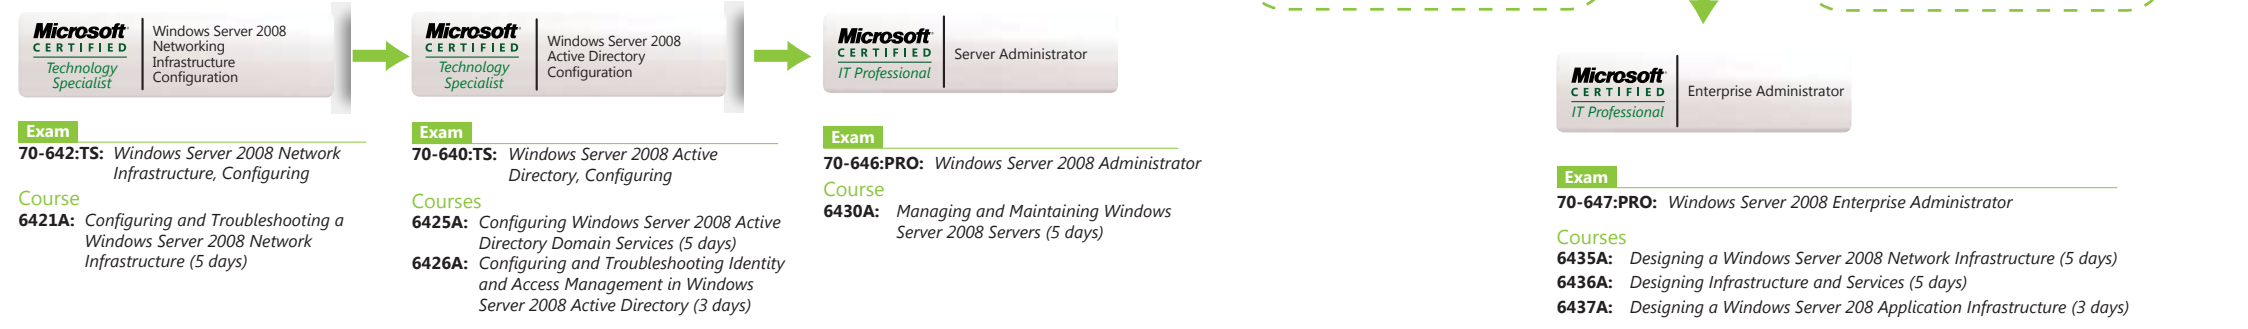 Microsoft
CERTIFIED
Technology
Specialist
Windows Server 2008
Networking
Infrastructure
Configuration
Exam
70-642:TS: Windows Server 2008 Network
Infrastructure, Configuring
Course
6421A: Configuring and Troubleshooting a
Windows Server 2008 Network
Infrastructure (5 days)
Microsoft
CERTIFIED
Technology
Specialist
Windows Server 2008
Active Directory
Configuration
Exam
70-640:TS: Windows Server 2008 Active
Directory, Configuring
Courses
6425A: Configuring Windows Server 2008 Active
Directory Domain Services (5 days)
6426A: Configuring and Troubleshooting Identity
and Access Management in Windows
Server 2008 Active Directory (3 days)
Microsoft
CERTIFIED
IT Professional
Server Administrator
Exam
70-646:PRO: Windows Server 2008 Administrator
Course
6430A: Managing and Maintaining Windows
Server 2008 Servers (5 days)
Microsoft
CERTIFIED
IT Professional
Enterprise Administrator
Exam
70-647:PRO: Windows Server 2008 Enterprise Administrator
Courses
6435A: Designing a Windows Server 2008 Network Infrastructure (5 days)
6436A: Designing Infrastructure and Services (5 days)
6437A: Designing a Windows Server 208 Application Infrastructure (3 days)